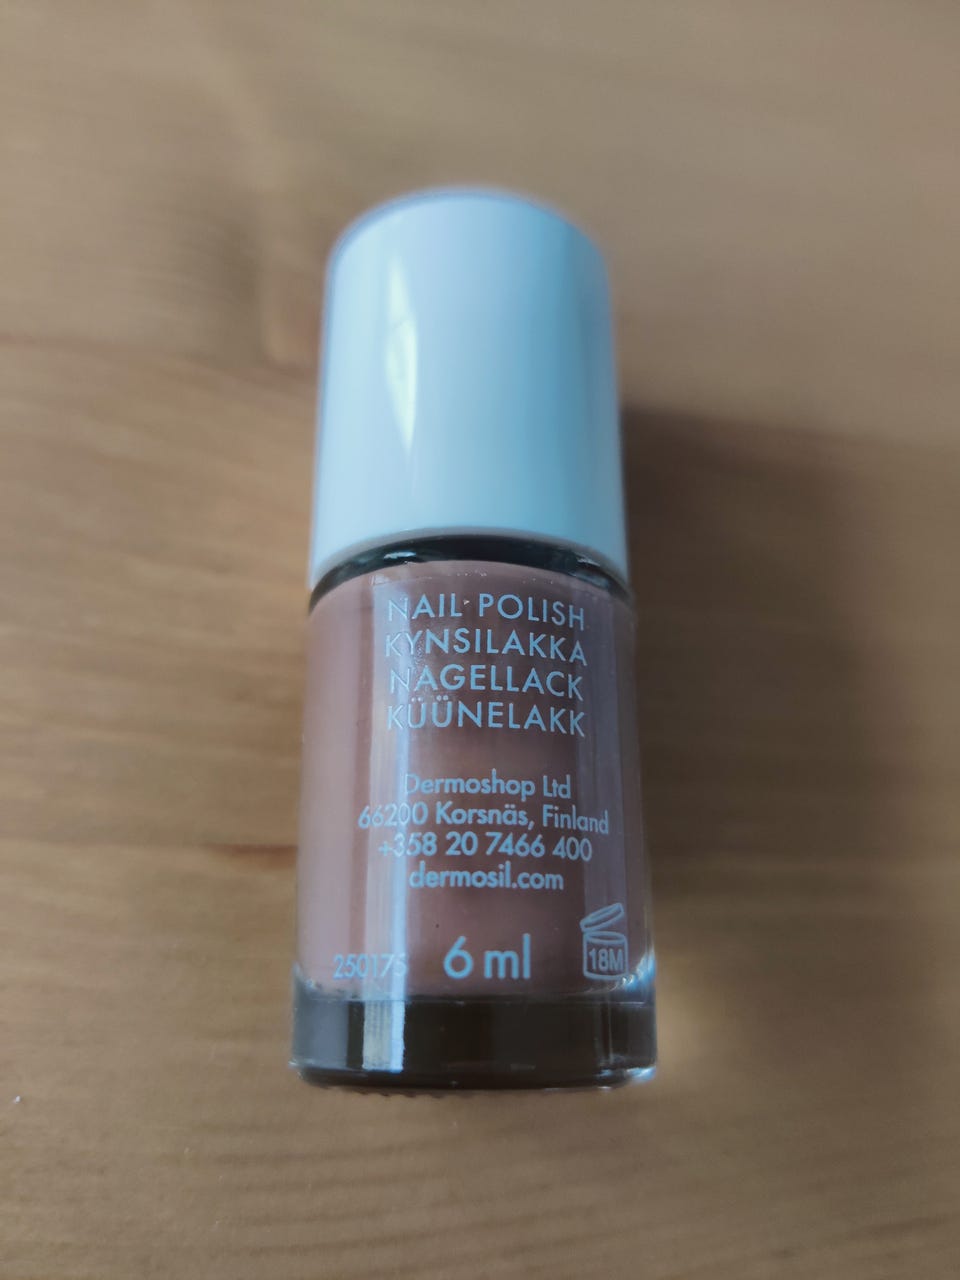 NAIL POLISH
KYNSILAKKA
NAGELLACK
KÜÜNELAKK
Dermoshop Ltd
66200 Korsnäs, Finland
+358 20 7466 400
dermosil.com
250175 6 ml 18M